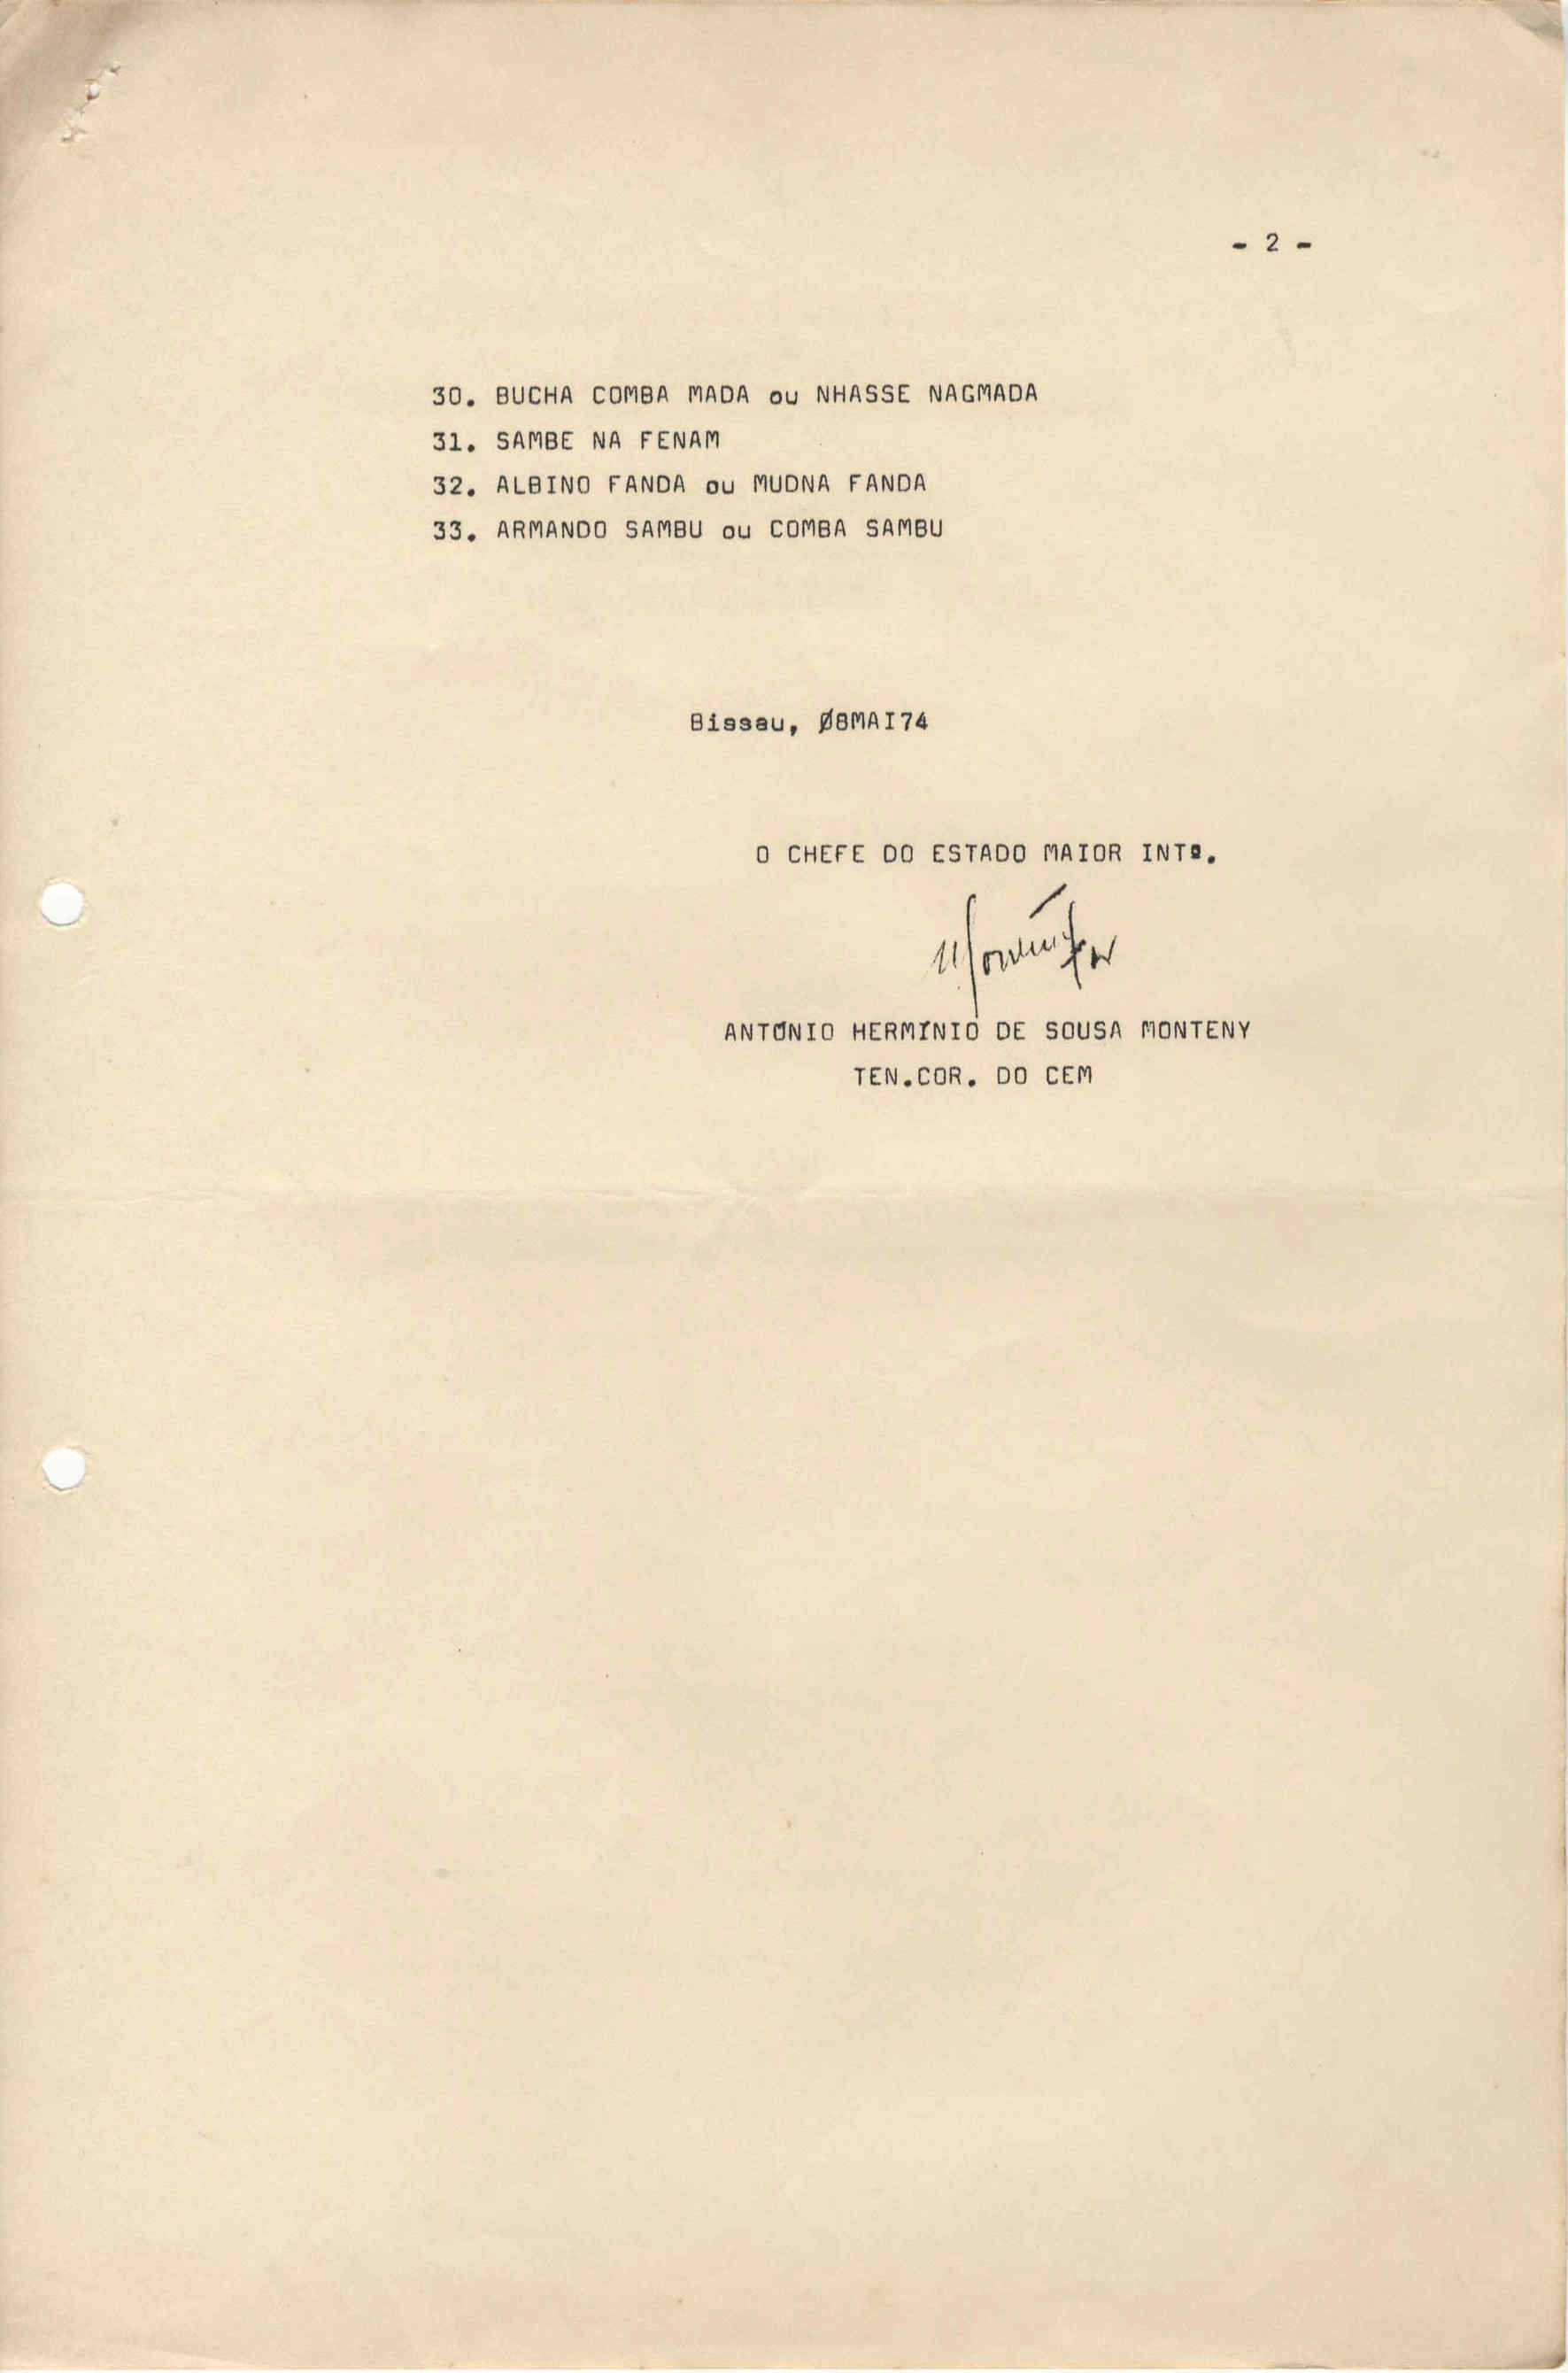 - 2 -
30. BUCHA COMBA MADA ou NHASSE NAGMADA
31. SAMBE NA FENAM
32. ALBINO FANDA ou MUDNA FANDA
33. ARMANDO SAMBU ou COMBA SAMBU
Bissau, Ø8MAI74
O CHEFE DO ESTADO MAIOR INTº.
ANTÓNIO HERMÍNIO DE SOUSA MONTENY
TEN.COR. DO CEM